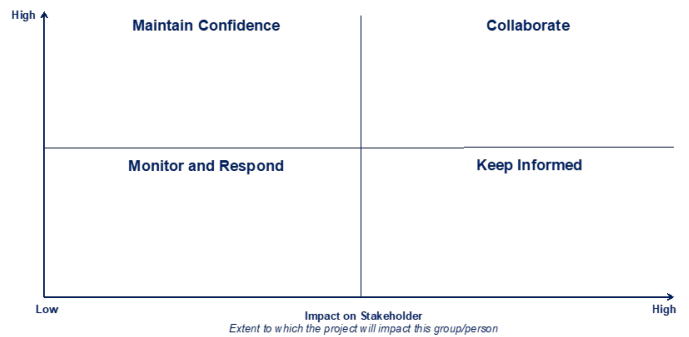 High
Maintain Confidence
Collaborate
Monitor and Respond
Keep Informed
Low
High
Impact on Stakeholder
Extent to which the project will impact this group/person